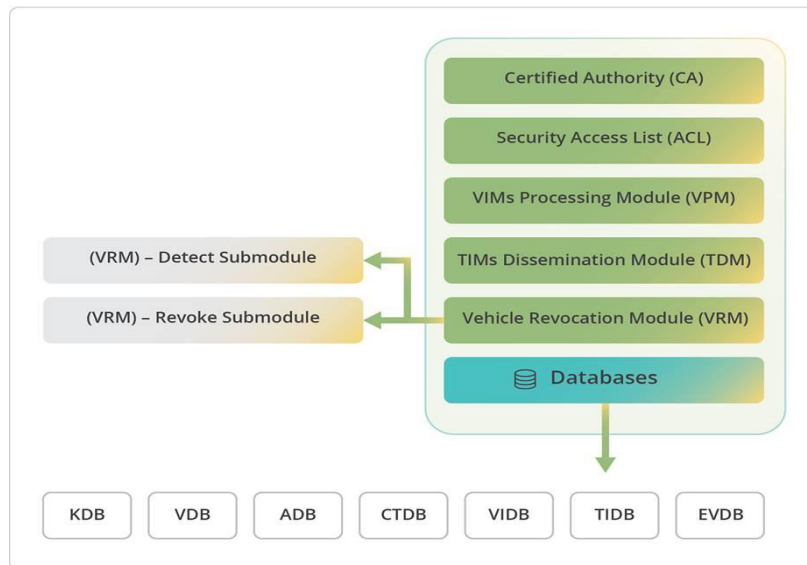 Certified Authority (CA)
Security Access List (ACL)
VIMs Processing Module (VPM)
(VRM) – Detect Submodule
TIMs Dissemination Module (TDM)
(VRM) – Revoke Submodule
Vehicle Revocation Module (VRM)
Databases
KDB
VDB
ADB
CTDB
VIDB
TIDB
EVDB